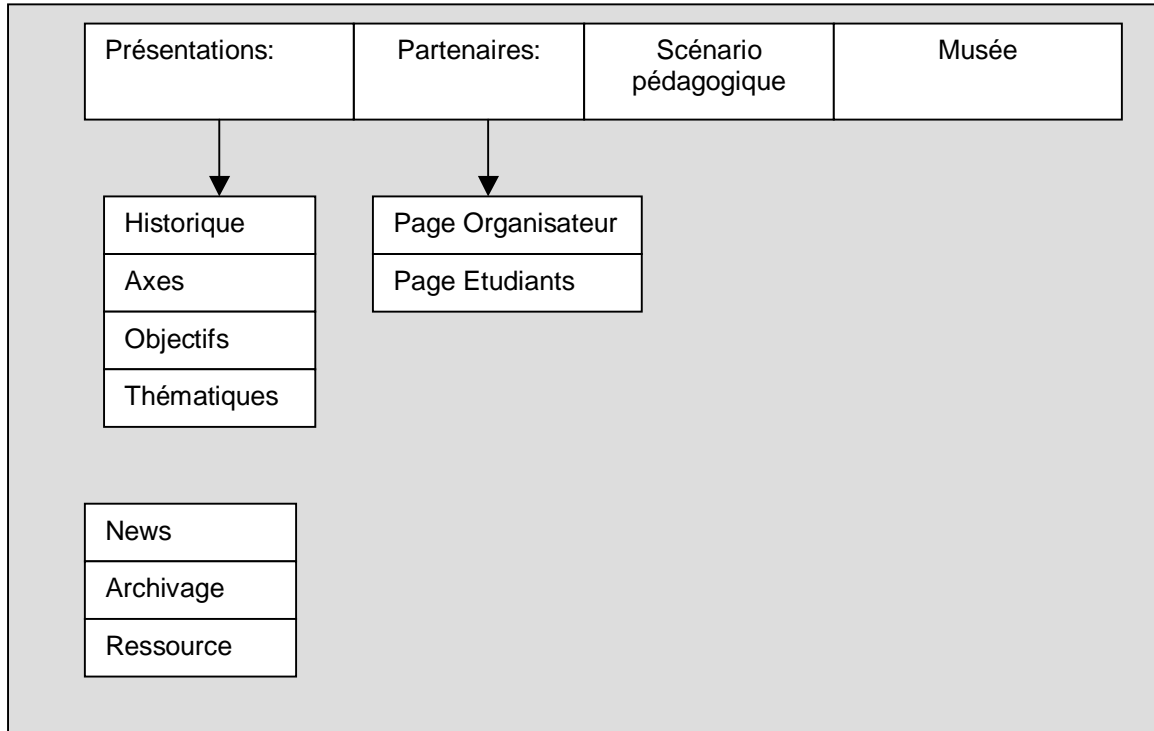 Présentations:
Partenaires:
Scénario
pédagogique
Musée
Historique
Axes
Objectifs
Thématiques
Page Organisateur
Page Etudiants
News
Archivage
Ressource